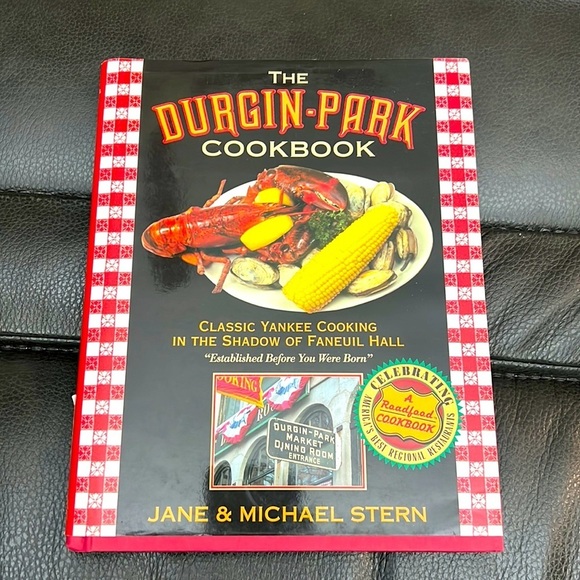 THE
DURGIN-PARK
COOKBOOK
CLASSIC YANKEE COOKING
IN THE SHADOW OF FANEUIL HALL
"Established Before You Were Born"
OKING
DURGIN-PARK
MARKET
DINING ROOM
ENTRANCE
CELEBRATING
A
Roadfood
COOKBOOK
AMERICA'S BEST REGIONAL RESTAURANTS
JANE & MICHAEL STERN